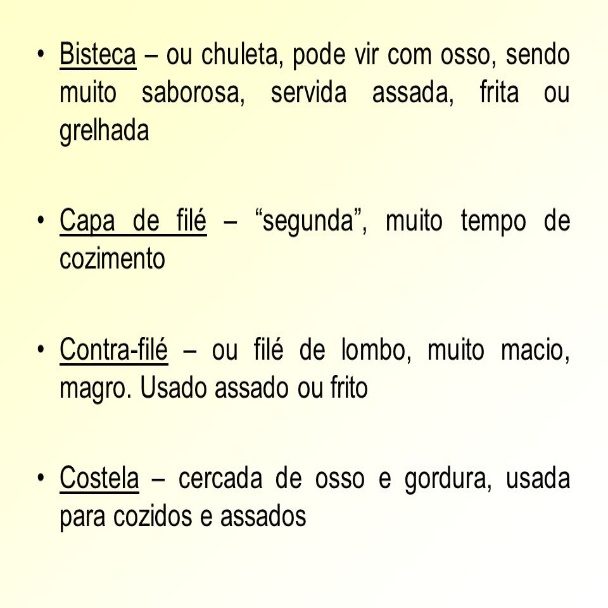 • Bisteca – ou chuleta, pode vir com osso, sendo
muito saborosa, servida assada, frita ou
grelhada
• Capa de filé – “segunda”, muito tempo de
cozimento
• Contra-filé – ou filé de lombo, muito macio,
magro. Usado assado ou frito
• Costela – cercada de osso e gordura, usada
para cozidos e assados